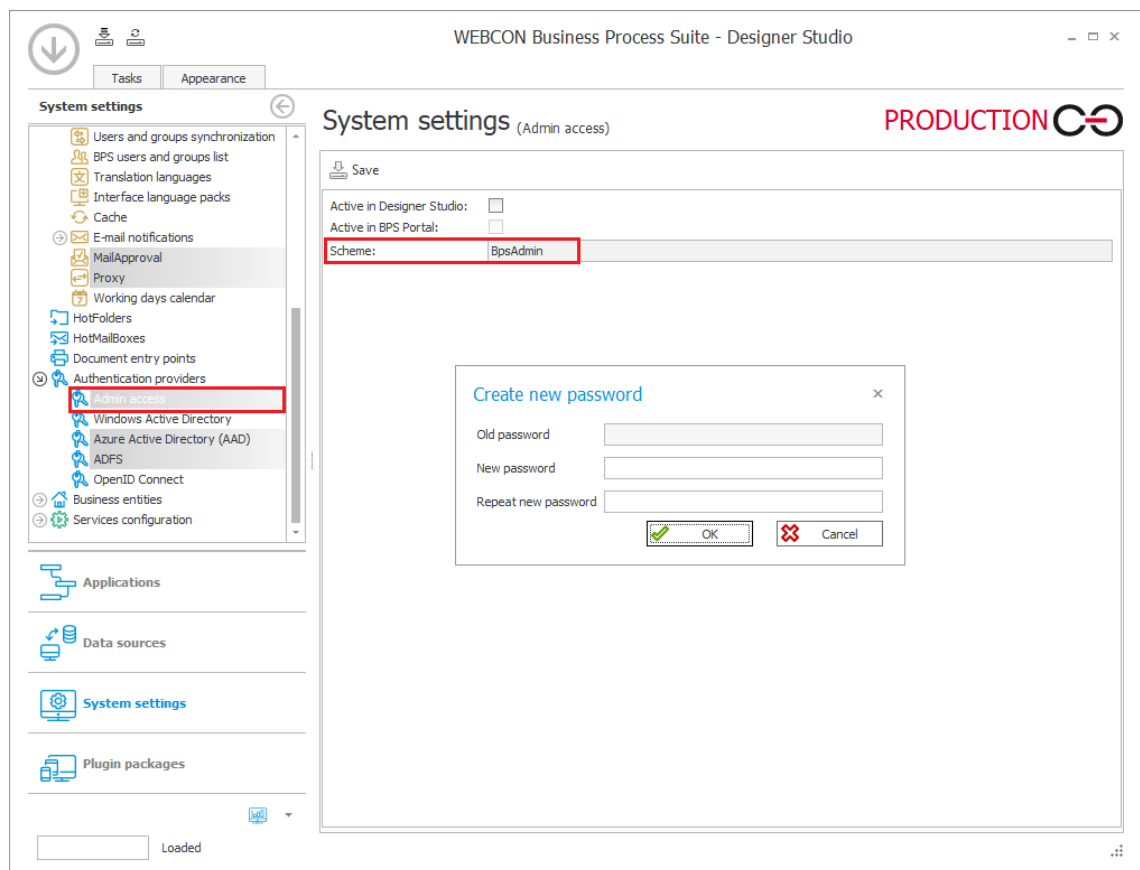 WEBCON Business Process Suite - Designer Studio
Tasks Appearance
System settings
Users and groups synchronization
BPS users and groups list
Translation languages
Interface language packs
Cache
E-mail notifications
MailApproval
Proxy
Working days calendar
HotFolders
HotMailBoxes
Document entry points
Authentication providers
Admin access
Windows Active Directory
Azure Active Directory (AAD)
ADFS
OpenID Connect
Business entities
Services configuration
Applications
Data sources
System settings
Plugin packages
Loaded
System settings (Admin access)
PRODUCTION
Save
Active in Designer Studio:
Active in BPS Portal:
Scheme: BpsAdmin
Create new password
Old password
New password
Repeat new password
OK Cancel